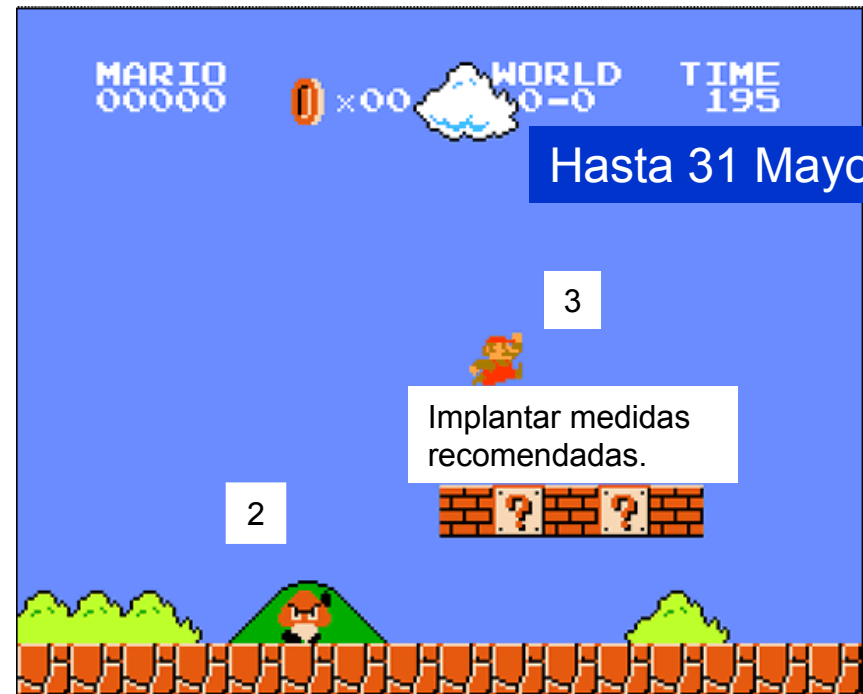 MARIO WORLD TIME
00000 ×00 0-0 195
Hasta 31 Mayo
3
Implantar medidas
recomendadas.
2
? ?